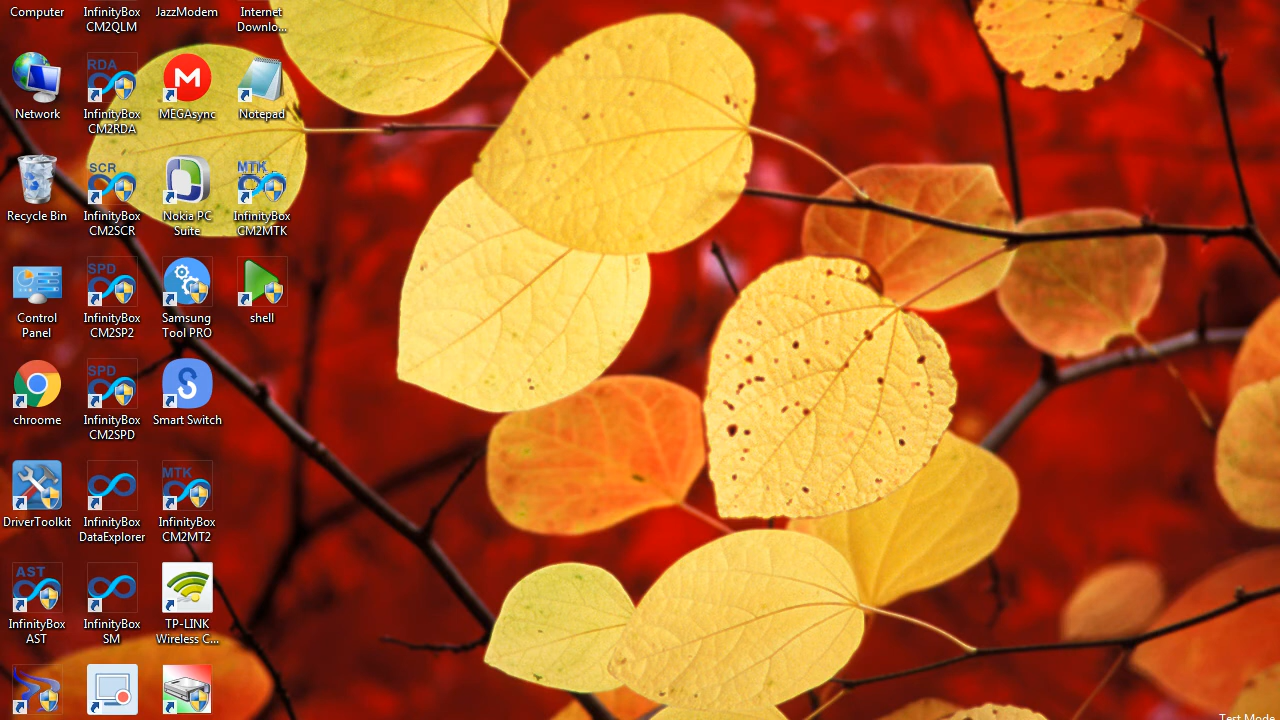 Computer
InfinityBox
CM2QLM
JazzModem
Internet
Downlo...
Network
RDA
InfinityBox
CM2RDA
MEGAsync
Notepad
Recycle Bin
SCR
InfinityBox
CM2SCR
Nokia PC
Suite
MTK
InfinityBox
CM2MTK
Control
Panel
SPD
InfinityBox
CM2SP2
Samsung
Tool PRO
shell
chroome
SPD
InfinityBox
CM2SPD
S
Smart Switch
DriverToolkit
InfinityBox
DataExplorer
MTK
InfinityBox
CM2MT2
AST
InfinityBox
AST
InfinityBox
SM
TP-LINK
Wireless C...
Test Mode